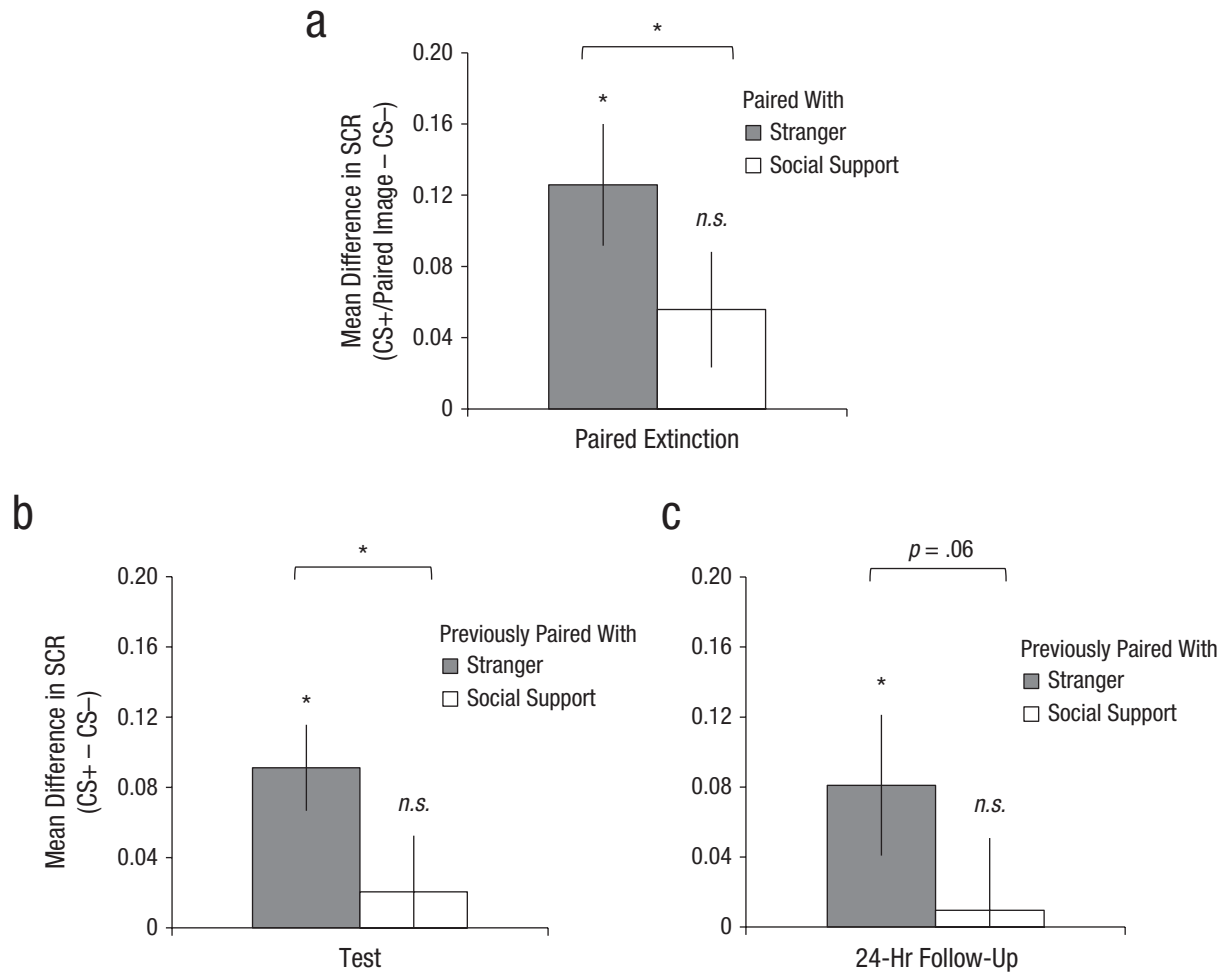 a
*
0.20
0.16
0.12
0.08
0.04
0
Mean Difference in SCR
(CS+/Paired Image – CS–)
*
n.s.
Paired With
Stranger
Social Support
Paired Extinction
b
*
0.20
0.16
0.12
0.08
0.04
0
Mean Difference in SCR
(CS+ – CS–)
*
n.s.
Previously Paired With
Stranger
Social Support
Test
c
p = .06
0.20
0.16
0.12
0.08
0.04
0
*
n.s.
Previously Paired With
Stranger
Social Support
24-Hr Follow-Up